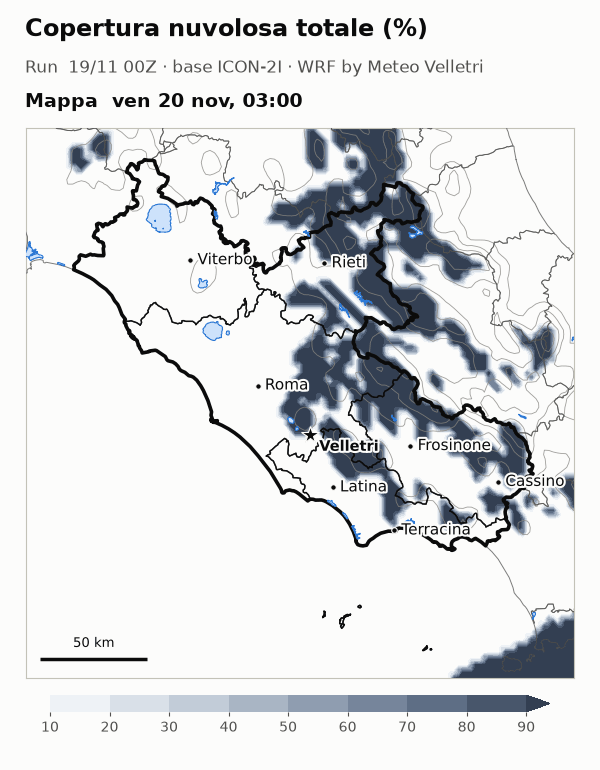 Copertura nuvolosa totale (%)
Run  19/11 00Z · base ICON-2I · WRF by Meteo Velletri
Mappa  ven 20 nov, 03:00
Viterbo
Rieti
Roma
Velletri
Frosinone
Latina
Cassino
Terracina
50 km
10 20 30 40 50 60 70 80 90